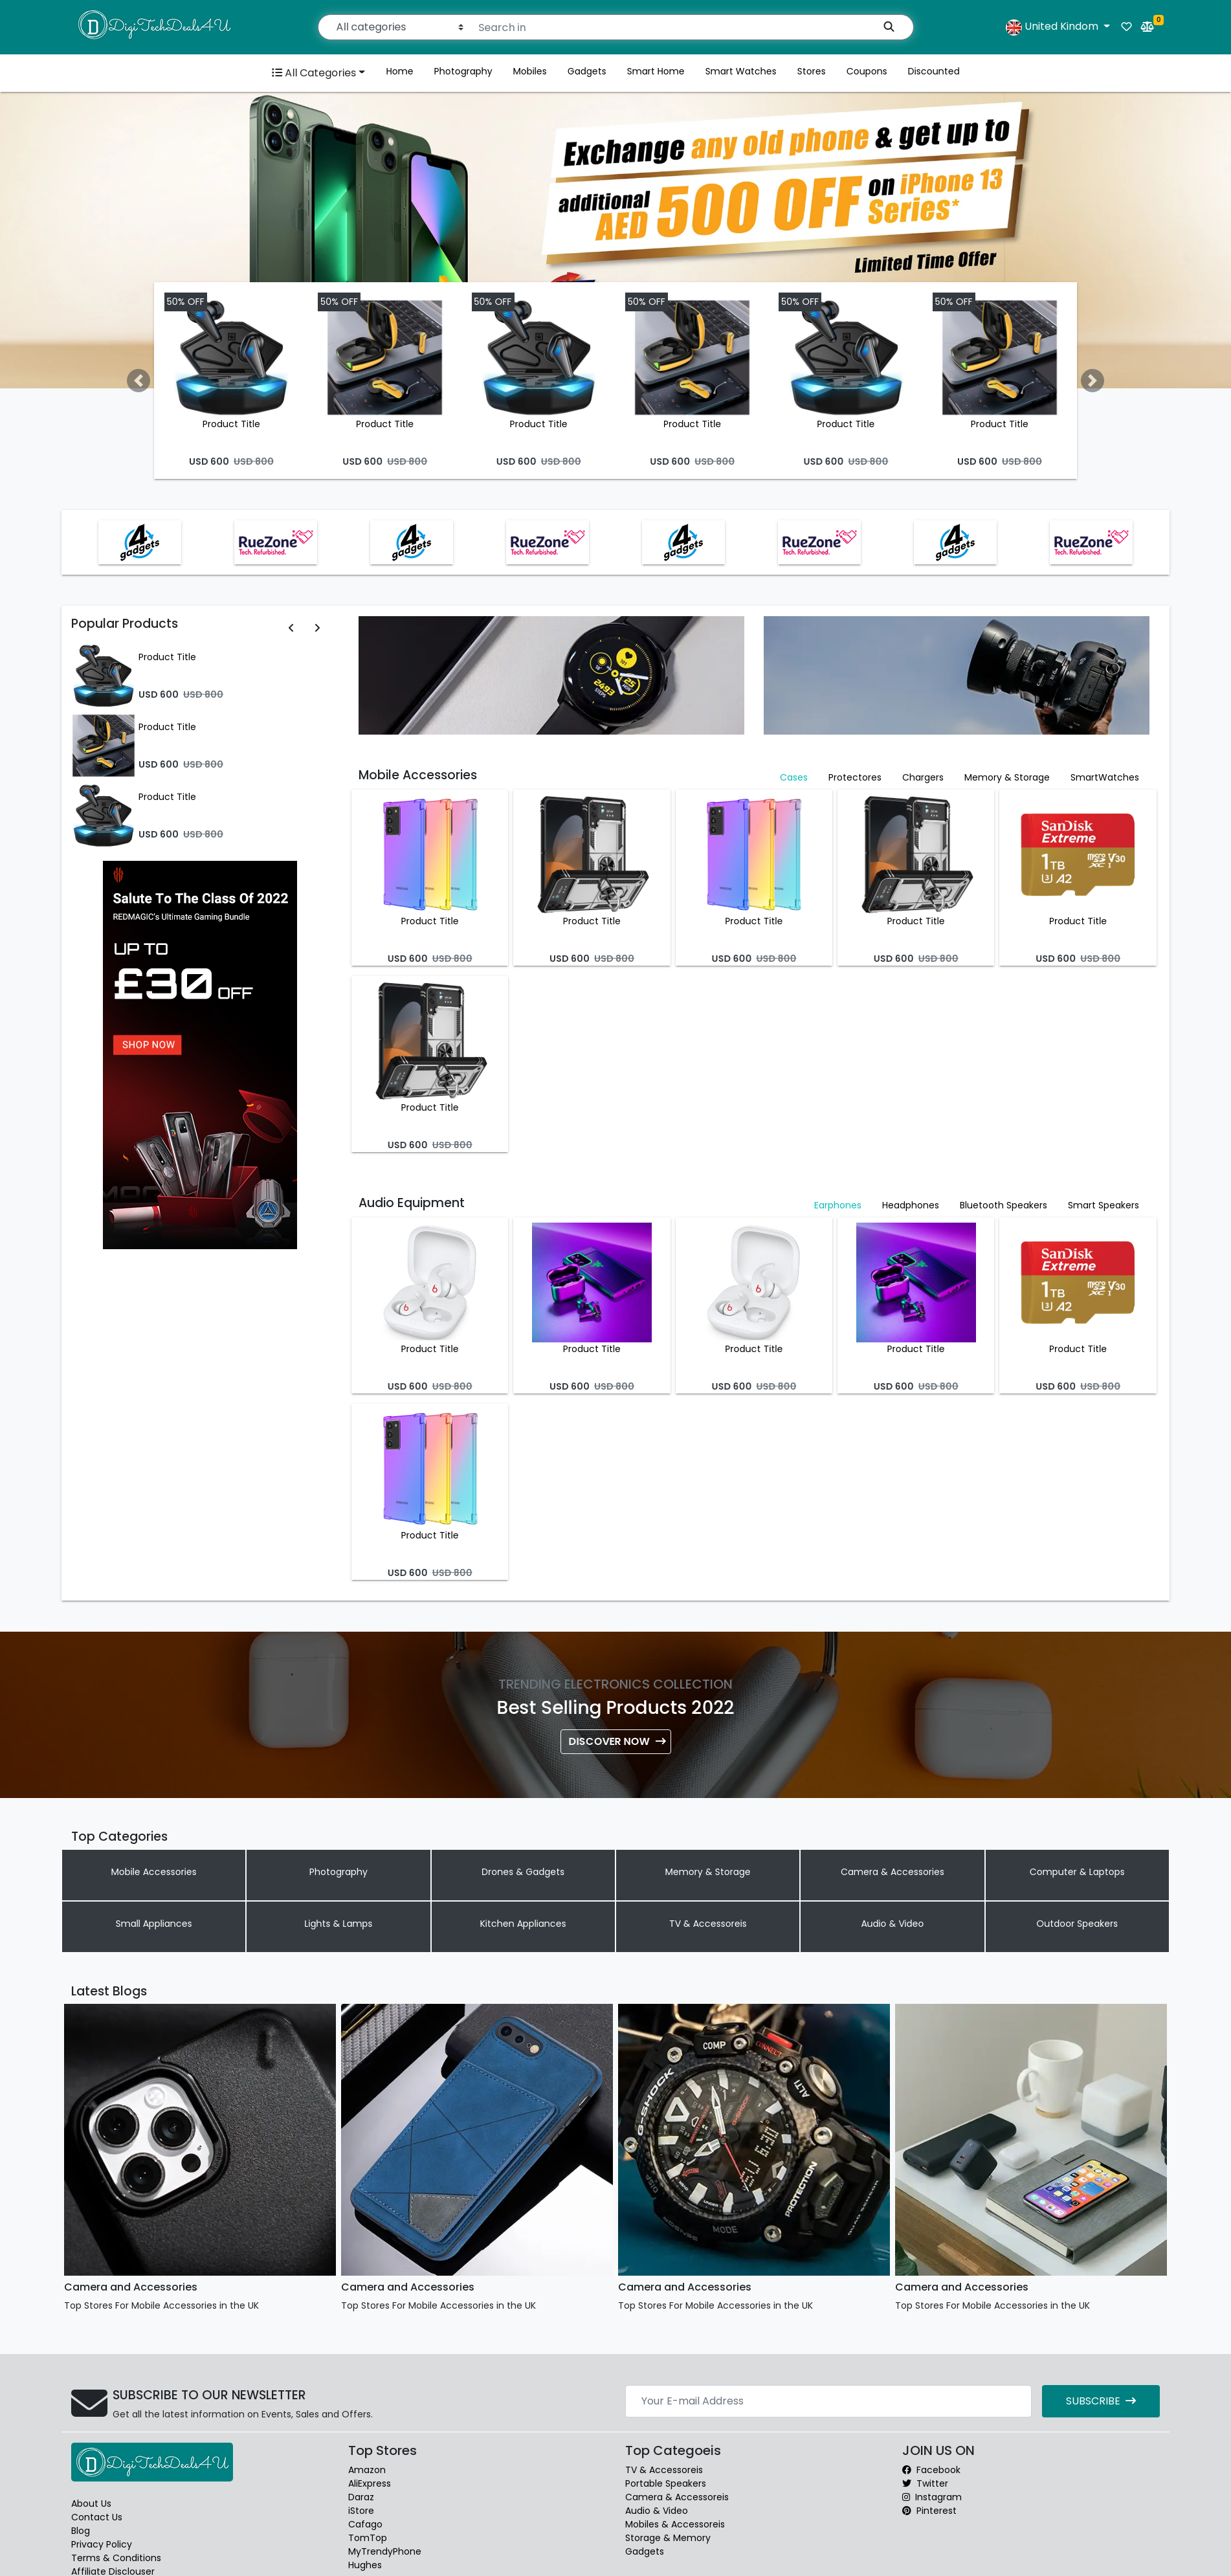 DigiTechDeals4U
All categories
Search in
United Kindom
0
All Categories
Home
Photography
Mobiles
Gadgets
Smart Home
Smart Watches
Stores
Coupons
Discounted
Exchange any old phone & get up to
additional AED 500 OFF on iPhone 13 Series*
Limited Time Offer
50% OFF
50% OFF
50% OFF
50% OFF
50% OFF
50% OFF
Product Title
Product Title
Product Title
Product Title
Product Title
Product Title
USD 600 USD 800
USD 600 USD 800
USD 600 USD 800
USD 600 USD 800
USD 600 USD 800
USD 600 USD 800
4 gadgets
RueZone
Tech. Refurbished.
4 gadgets
RueZone
Tech. Refurbished.
4 gadgets
RueZone
Tech. Refurbished.
4 gadgets
RueZone
Tech. Refurbished.
Popular Products
Product Title
USD 600 USD 800
Product Title
USD 600 USD 800
Product Title
USD 600 USD 800
Salute To The Class Of 2022
REDMAGIC's Ultimate Gaming Bundle
UP TO
£30 OFF
SHOP NOW
2493
STEPS
Mobile Accessories
Cases
Protectores
Chargers
Memory & Storage
SmartWatches
SanDisk
Extreme
1TB
microSD XC I
V30
U3 A2
Product Title
Product Title
Product Title
Product Title
Product Title
USD 600 USD 800
USD 600 USD 800
USD 600 USD 800
USD 600 USD 800
USD 600 USD 800
Product Title
USD 600 USD 800
Audio Equipment
Earphones
Headphones
Bluetooth Speakers
Smart Speakers
SanDisk
Extreme
1TB
microSD XC I
V30
U3 A2
Product Title
Product Title
Product Title
Product Title
Product Title
USD 600 USD 800
USD 600 USD 800
USD 600 USD 800
USD 600 USD 800
USD 600 USD 800
Product Title
USD 600 USD 800
TRENDING ELECTRONICS COLLECTION
Best Selling Products 2022
DISCOVER NOW
Top Categories
Mobile Accessories
Photography
Drones & Gadgets
Memory & Storage
Camera & Accessories
Computer & Laptops
Small Appliances
Lights & Lamps
Kitchen Appliances
TV & Accessoreis
Audio & Video
Outdoor Speakers
Latest Blogs
COMP
CONNECT
ALTI
G-SHOCK
G-SHOCK
PROTECTION
MODE
Camera and Accessories
Top Stores For Mobile Accessories in the UK
Camera and Accessories
Top Stores For Mobile Accessories in the UK
Camera and Accessories
Top Stores For Mobile Accessories in the UK
Camera and Accessories
Top Stores For Mobile Accessories in the UK
SUBSCRIBE TO OUR NEWSLETTER
Get all the latest information on Events, Sales and Offers.
Your E-mail Address
SUBSCRIBE
DigiTechDeals4U
About Us
Contact Us
Blog
Privacy Policy
Terms & Conditions
Affiliate Disclouser
Top Stores
Amazon
AliExpress
Daraz
iStore
Cafago
TomTop
MyTrendyPhone
Hughes
Top Categoeis
TV & Accessoreis
Portable Speakers
Camera & Accessoreis
Audio & Video
Mobiles & Accessoreis
Storage & Memory
Gadgets
JOIN US ON
Facebook
Twitter
Instagram
Pinterest